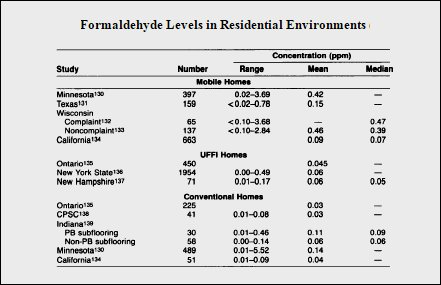 Formaldehyde Levels in Residential Environments
Concentration (ppm)
Study Number Range Mean Median
Mobile Homes
Minnesota130 397 0.02–3.69 0.42 —
Texas131 159 <0.02–0.78 0.15 —
Wisconsin
Complaint132 65 <0.10–3.68 — 0.47
Noncomplaint133 137 <0.10–2.84 0.46 0.39
California134 663 0.09 0.07
UFFI Homes
Ontario135 450 0.045 —
New York State136 1954 0.00–0.49 0.06 —
New Hampshire137 71 0.01–0.17 0.06 0.05
Conventional Homes
Ontario135 225 0.03 —
CPSC138 41 0.01–0.08 0.03 —
Indiana139
PB subflooring 30 0.01–0.46 0.11 0.09
Non-PB subflooring 58 0.00–0.14 0.06 0.06
Minnesota130 489 0.01–5.52 0.14 —
California134 51 0.01–0.09 0.04 —